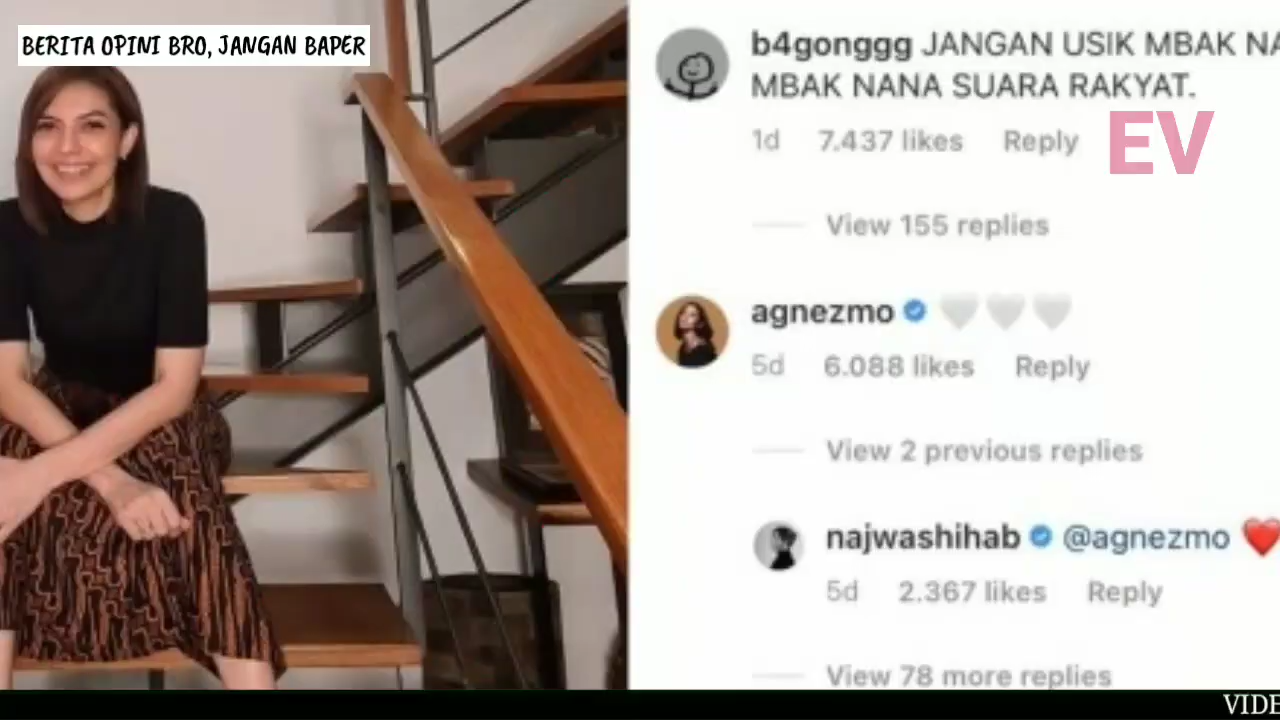 BERITA OPINI BRO, JANGAN BAPER
b4gonggg JANGAN USIK MBAK NA
MBAK NANA SUARA RAKYAT.
EV
1d 7.437 likes Reply
View 155 replies
agnezmo
5d 6.088 likes Reply
View 2 previous replies
najwashihab @agnezmo
5d 2.367 likes Reply
View 78 more replies
VIDE